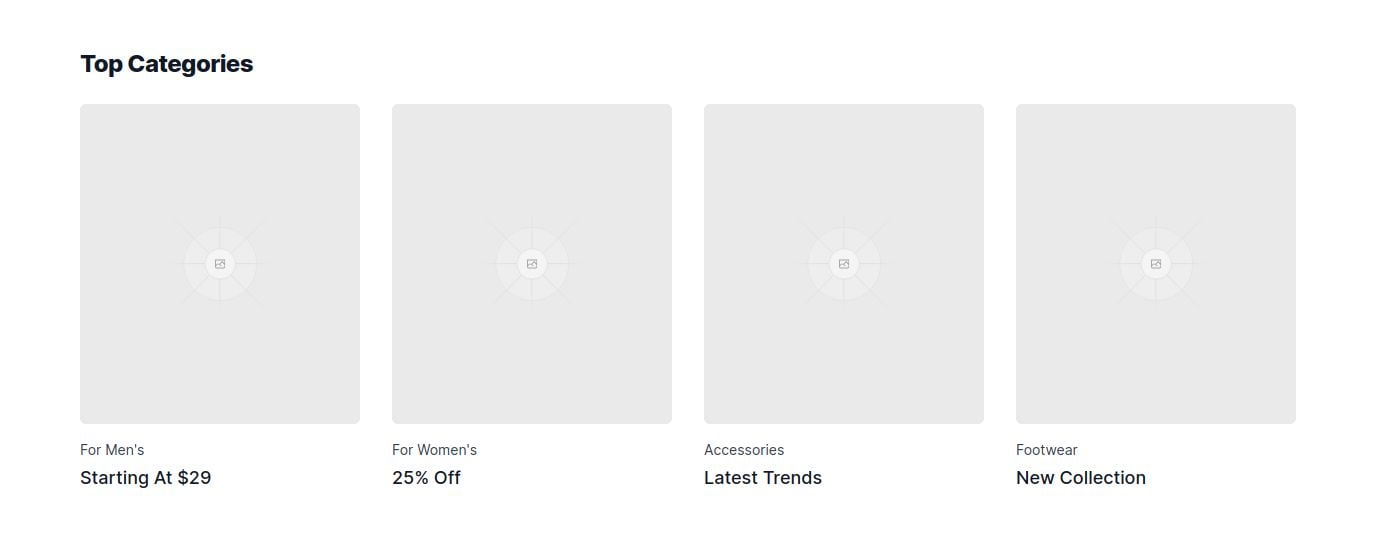 Top Categories
For Men's
Starting At $29
For Women's
25% Off
Accessories
Latest Trends
Footwear
New Collection